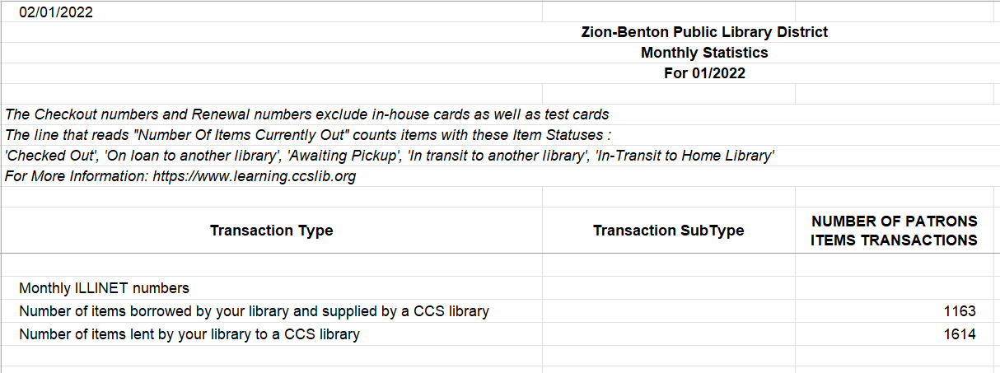 02/01/2022
Zion-Benton Public Library District
Monthly Statistics
For 01/2022
The Checkout numbers and Renewal numbers exclude in-house cards as well as test cards
The line that reads "Number Of Items Currently Out" counts items with these Item Statuses :
'Checked Out', 'On loan to another library', 'Awaiting Pickup', 'In transit to another library', 'In-Transit to Home Library'
For More Information: https://www.learning.ccslib.org
Transaction Type Transaction SubType NUMBER OF PATRONS
ITEMS TRANSACTIONS
Monthly ILLINET numbers
Number of items borrowed by your library and supplied by a CCS library 1163
Number of items lent by your library to a CCS library 1614